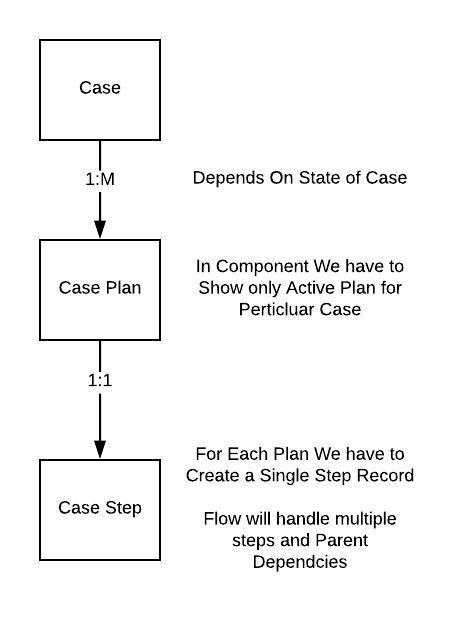 Case
1:M
Depends On State of Case
In Component We have to
Show only Active Plan for
Perticluar Case
Case Plan
1:1
For Each Plan We have to
Create a Single Step Record
Case Step
Flow will handle multiple
steps and Parent
Dependcies